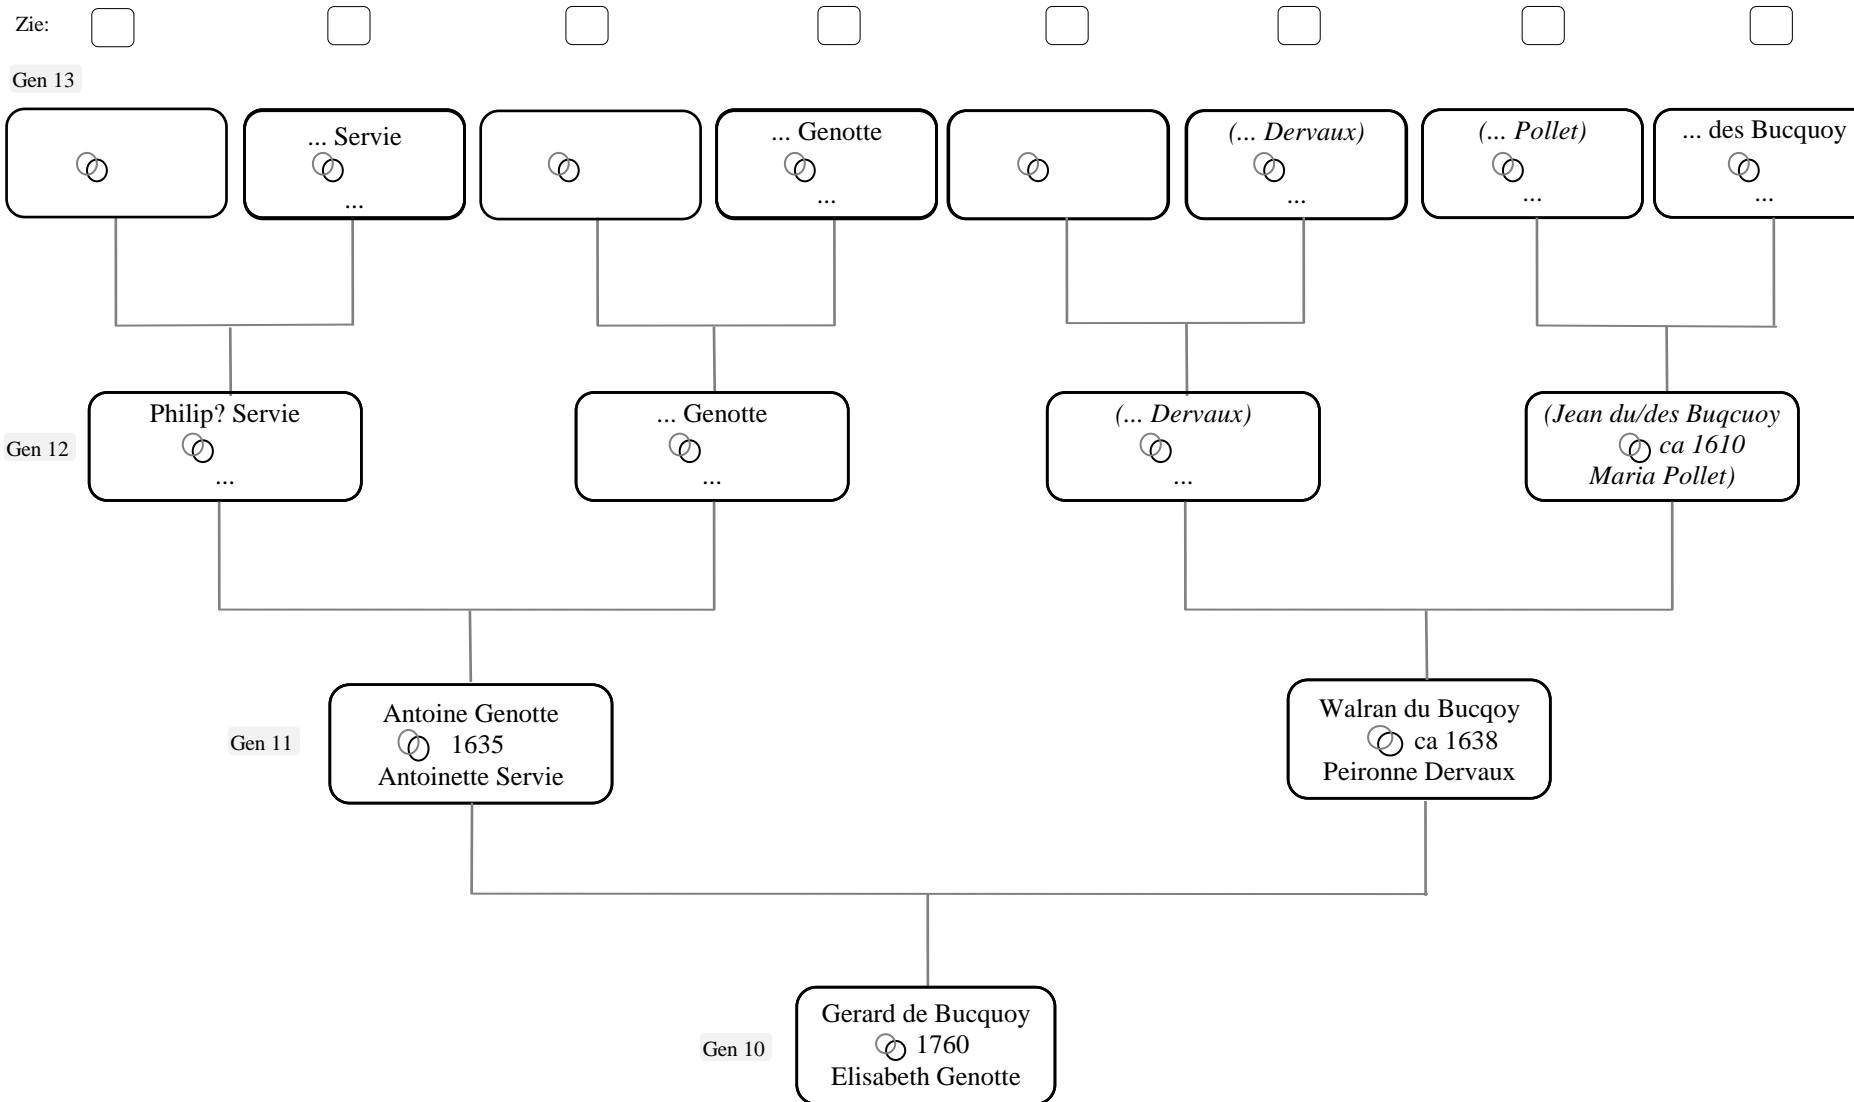 Zie:
Gen 13
... Servie
...
... Genotte
...
(... Dervaux)
...
(... Pollet)
...
... des Bucquoy
...
Gen 12
Philip? Servie
...
... Genotte
...
(... Dervaux)
...
(Jean du/des Buqcuoy
ca 1610
Maria Pollet)
Gen 11
Antoine Genotte
1635
Antoinette Servie
Walran du Bucqoy
ca 1638
Peironne Dervaux
Gen 10
Gerard de Bucquoy
1760
Elisabeth Genotte